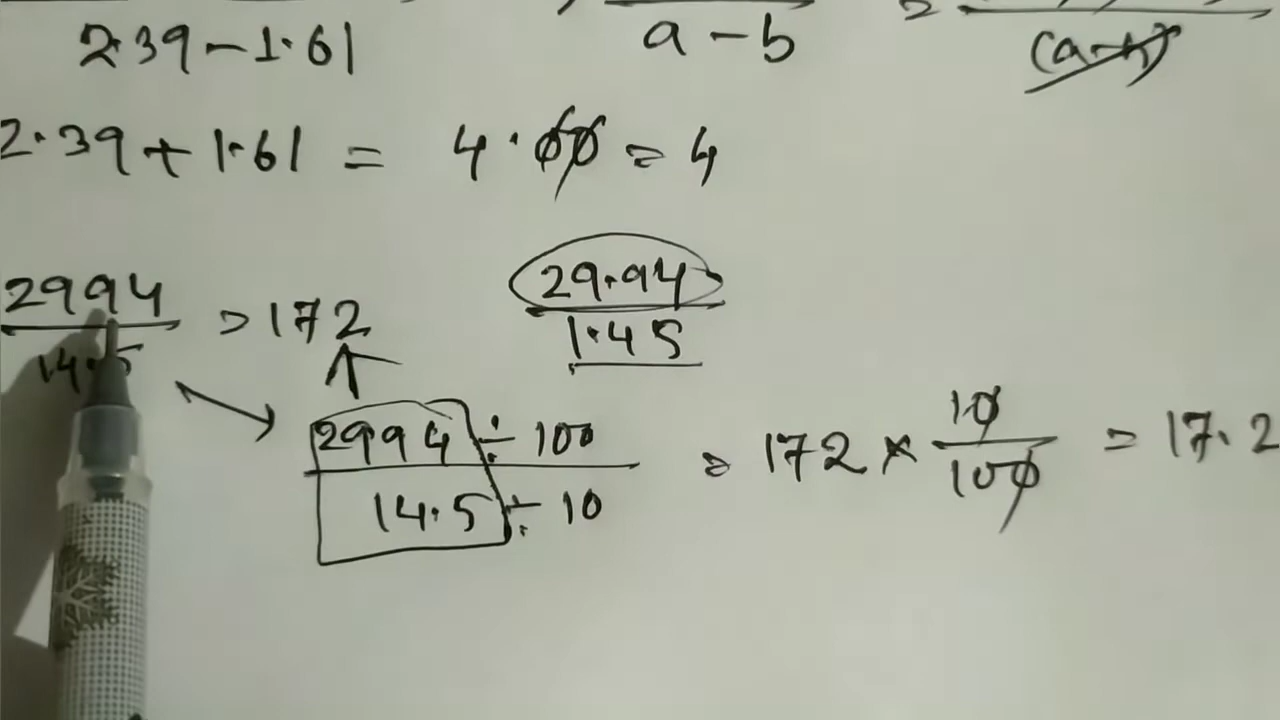 2.39 - 1.61
a - b
(a-b)
2.39 + 1.61 = 4.00 = 4
2994 / 14.5 = 172
29.94 / 1.45
2994 ÷ 100 / 14.5 ÷ 10 = 172 × 10 / 100 = 17.2